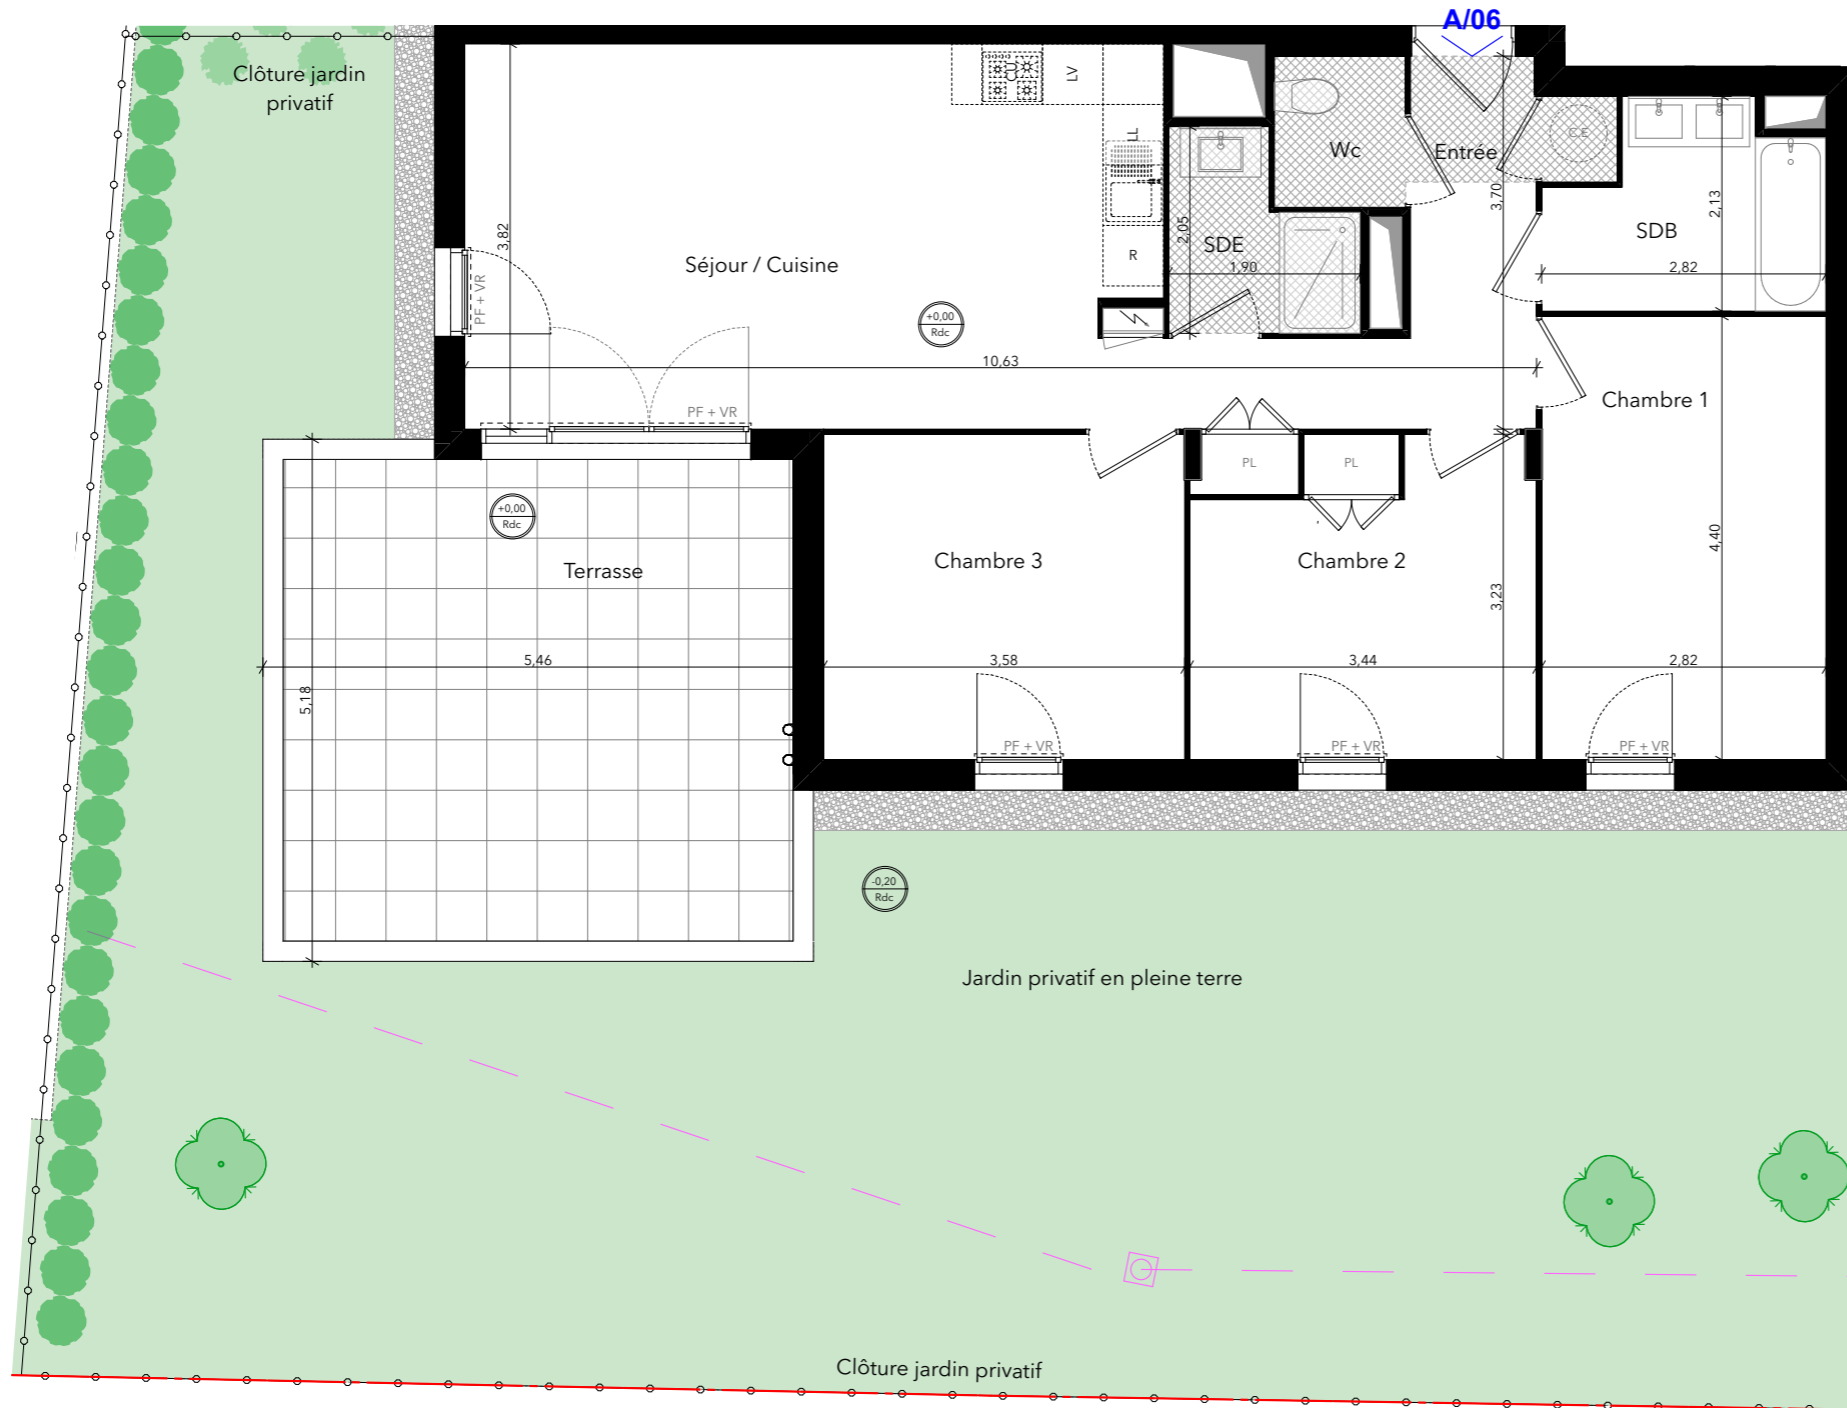 A/06
Clôture jardin
privatif
CU
LV
LL
R
Wc
Entrée
C.E
3,70
SDB
2,13
2,82
3,82
PF + VR
Séjour / Cuisine
2,05
SDE
1,90
+0,00
Rdc
10,63
PF + VR
Chambre 1
PL
PL
+0,00
Rdc
Terrasse
Chambre 3
Chambre 2
4,40
3,23
5,46
5,18
3,58
3,44
2,82
PF + VR
PF + VR
PF + VR
-0,20
Rdc
Jardin privatif en pleine terre
Clôture jardin privatif